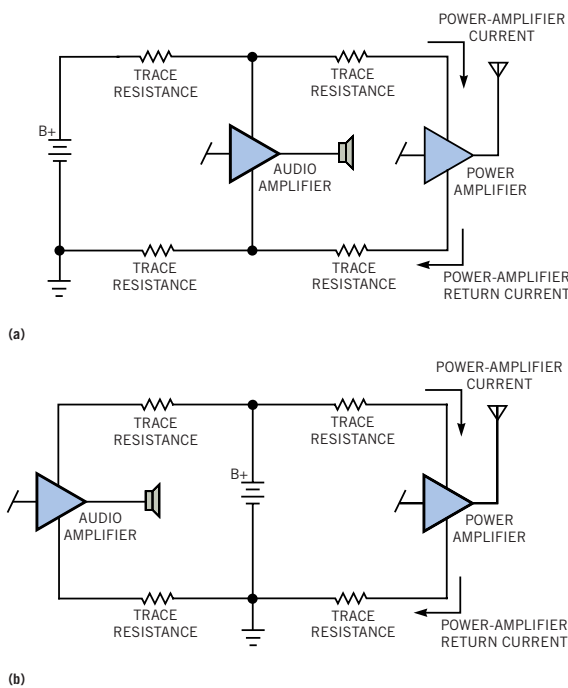 POWER-AMPLIFIER
CURRENT
TRACE
RESISTANCE
TRACE
RESISTANCE
B+
AUDIO
AMPLIFIER
POWER
AMPLIFIER
TRACE
RESISTANCE
TRACE
RESISTANCE
POWER-AMPLIFIER
RETURN CURRENT
(a)
POWER-AMPLIFIER
CURRENT
TRACE
RESISTANCE
TRACE
RESISTANCE
B+
AUDIO
AMPLIFIER
POWER
AMPLIFIER
TRACE
RESISTANCE
TRACE
RESISTANCE
POWER-AMPLIFIER
RETURN CURRENT
(b)